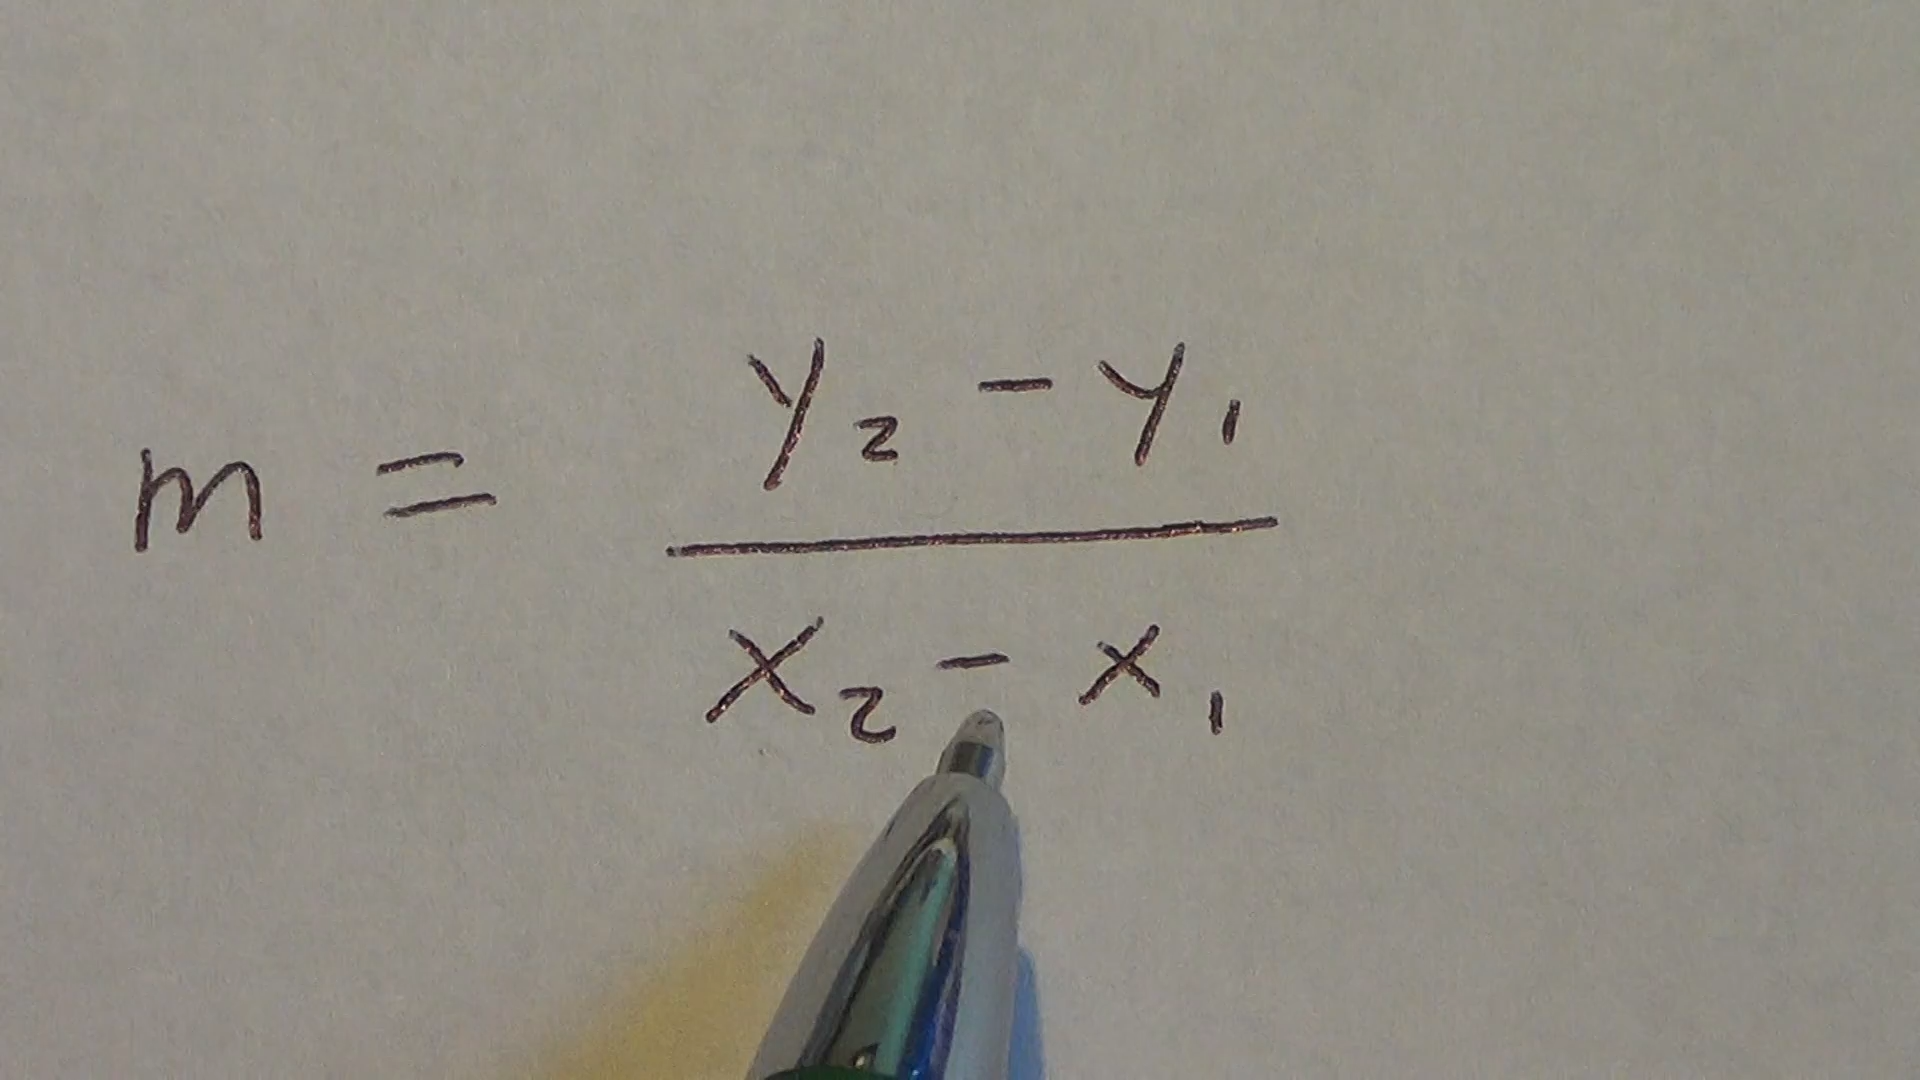 m = y₂ - y₁
x₂ - x₁